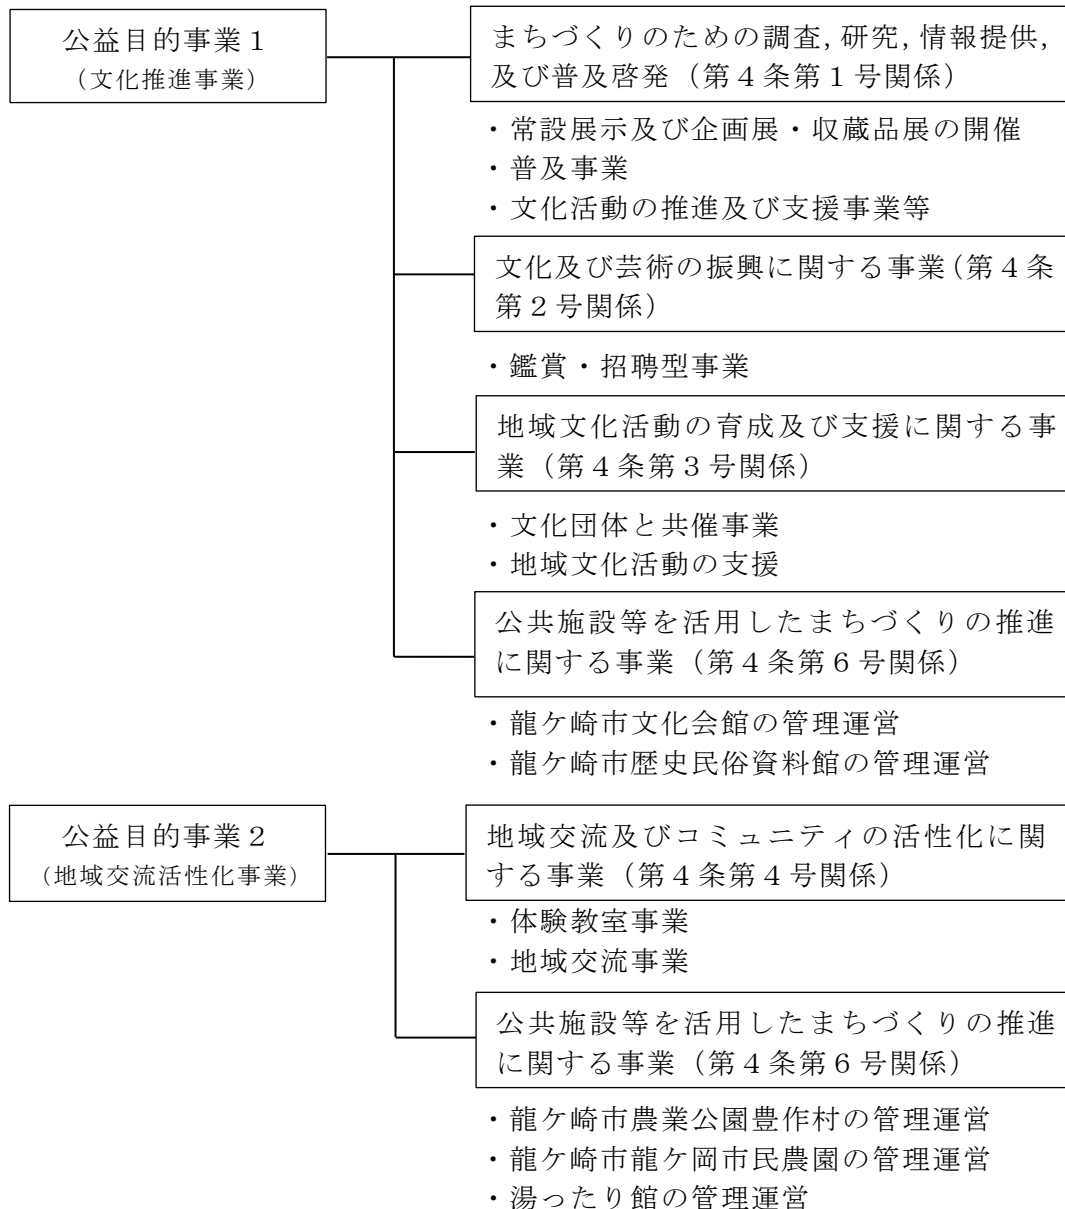 公益目的事業１
（文化推進事業）
まちづくりのための調査,研究,情報提供,
及び普及啓発（第４条第１号関係）
・常設展示及び企画展・収蔵品展の開催
・普及事業
・文化活動の推進及び支援事業等
文化及び芸術の振興に関する事業（第４条
第２号関係）
・鑑賞・招聘型事業
地域文化活動の育成及び支援に関する事
業（第４条第３号関係）
・文化団体と共催事業
・地域文化活動の支援
公共施設等を活用したまちづくりの推進
に関する事業（第４条第６号関係）
・龍ケ崎市文化会館の管理運営
・龍ケ崎市歴史民俗資料館の管理運営
公益目的事業２
（地域交流活性化事業）
地域交流及びコミュニティの活性化に関
する事業（第４条第４号関係）
・体験教室事業
・地域交流事業
公共施設等を活用したまちづくりの推進
に関する事業（第４条第６号関係）
・龍ケ崎市農業公園豊作村の管理運営
・龍ケ崎市龍ケ岡市民農園の管理運営
・湯ったり館の管理運営